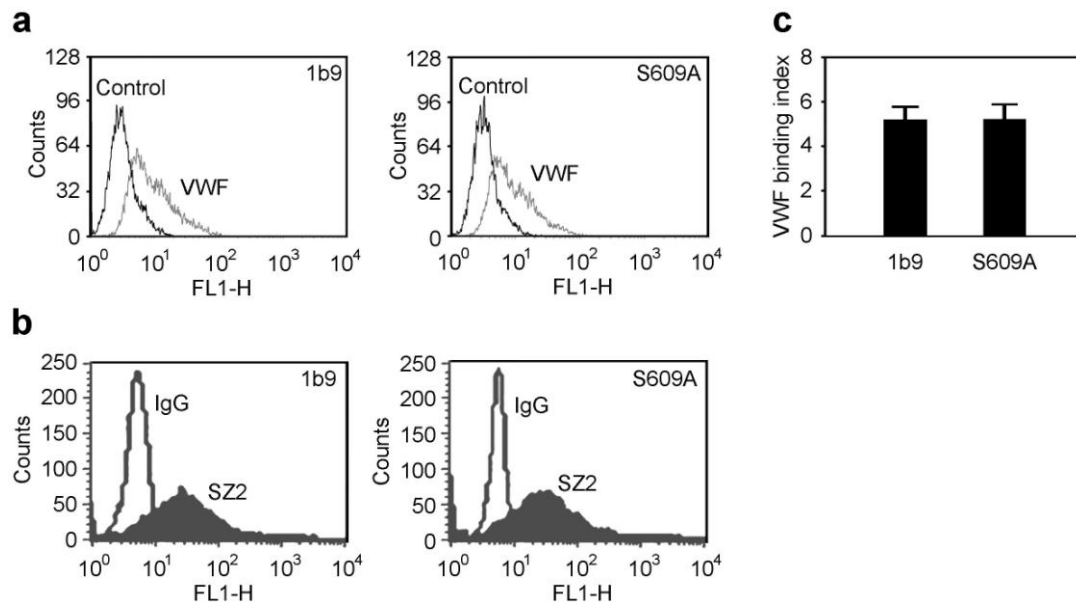 a
128
96
64
32
0
Counts
Control
VWF
1b9
10^0 10^1 10^2 10^3 10^4
FL1-H
128
96
64
32
0
Counts
Control
VWF
S609A
10^0 10^1 10^2 10^3 10^4
FL1-H
c
8
6
4
2
0
VWF binding index
1b9 S609A
b
250
200
150
100
50
0
Counts
IgG
SZ2
1b9
10^0 10^1 10^2 10^3 10^4
FL1-H
250
200
150
100
50
0
Counts
IgG
SZ2
S609A
10^0 10^1 10^2 10^3 10^4
FL1-H